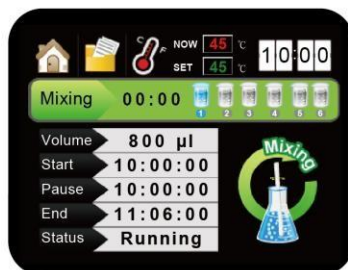 C F NOW 45 °C 10:00
SET 45 °C
Mixing 00:00 1 2 3 4 5 6
Volume 800 µl
Start 10:00:00
Pause 10:00:00
End 11:06:00
Status Running
Mixing